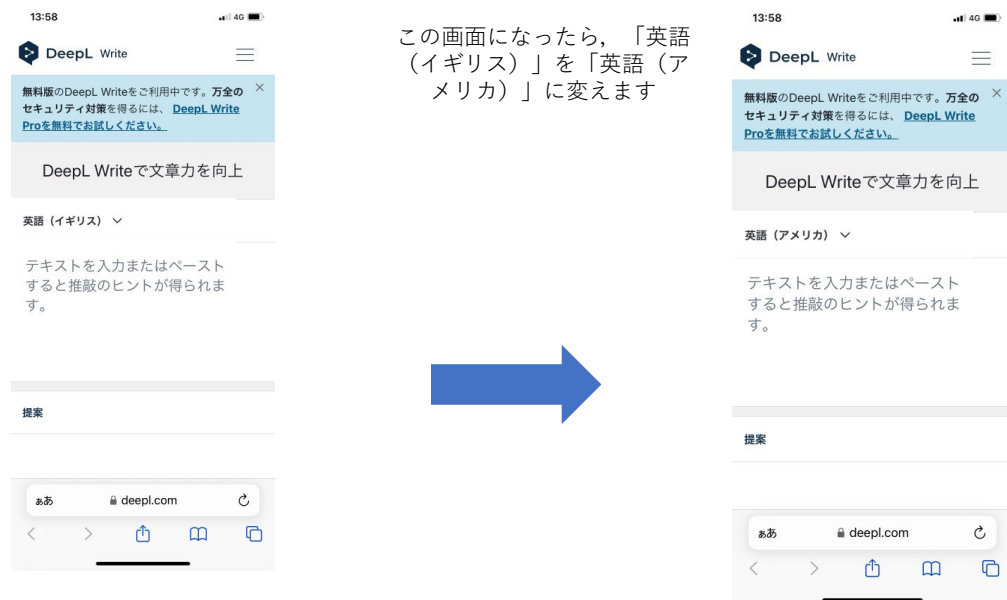 13:58
4G
DeepL Write
無料版のDeepL Writeをご利用中です。万全の
セキュリティ対策を得るには、 DeepL Write
Proを無料でお試しください。
DeepL Writeで文章力を向上
英語（イギリス）
テキストを入力またはペースト
すると推敲のヒントが得られま
す。
提案
ぁあ
deepl.com
この画面になったら，「英語
（イギリス）」を「英語（ア
メリカ）」に変えます
13:58
4G
DeepL Write
無料版のDeepL Writeをご利用中です。万全の
セキュリティ対策を得るには、 DeepL Write
Proを無料でお試しください。
DeepL Writeで文章力を向上
英語（アメリカ）
テキストを入力またはペースト
すると推敲のヒントが得られま
す。
提案
ぁあ
deepl.com